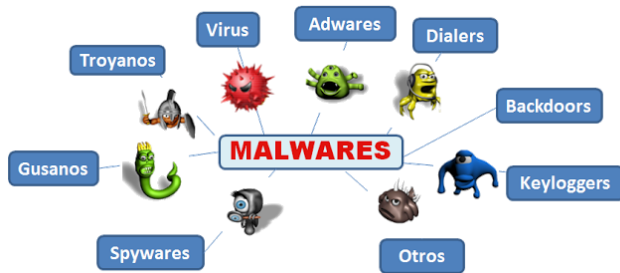 Virus
Adwares
Dialers
Troyanos
Backdoors
MALWARES
Gusanos
Keyloggers
Spywares
Otros